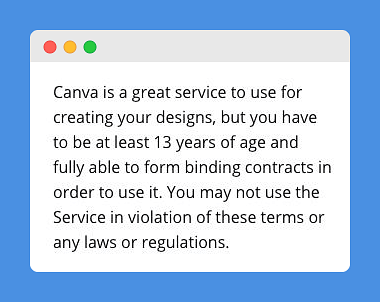 Canva is a great service to use for
creating your designs, but you have
to be at least 13 years of age and
fully able to form binding contracts in
order to use it. You may not use the
Service in violation of these terms or
any laws or regulations.